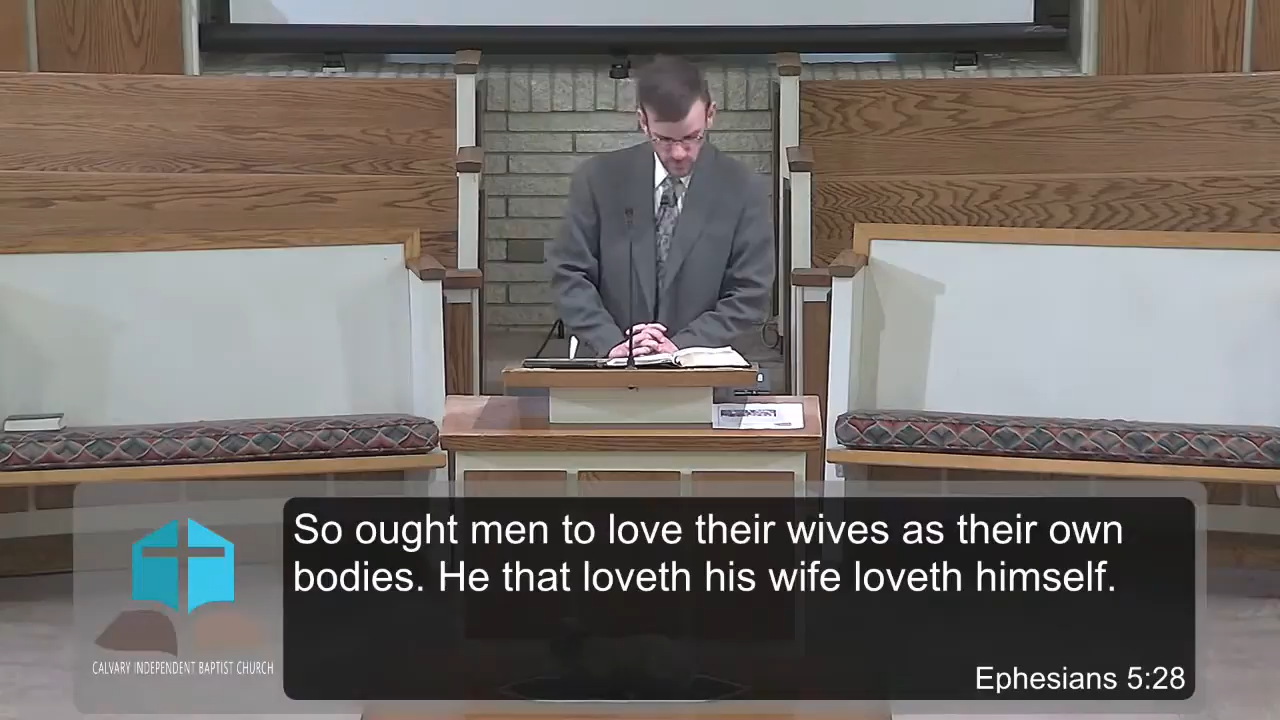 So ought men to love their wives as their own
bodies. He that loveth his wife loveth himself.
Ephesians 5:28
CALVARY INDEPENDENT BAPTIST CHURCH